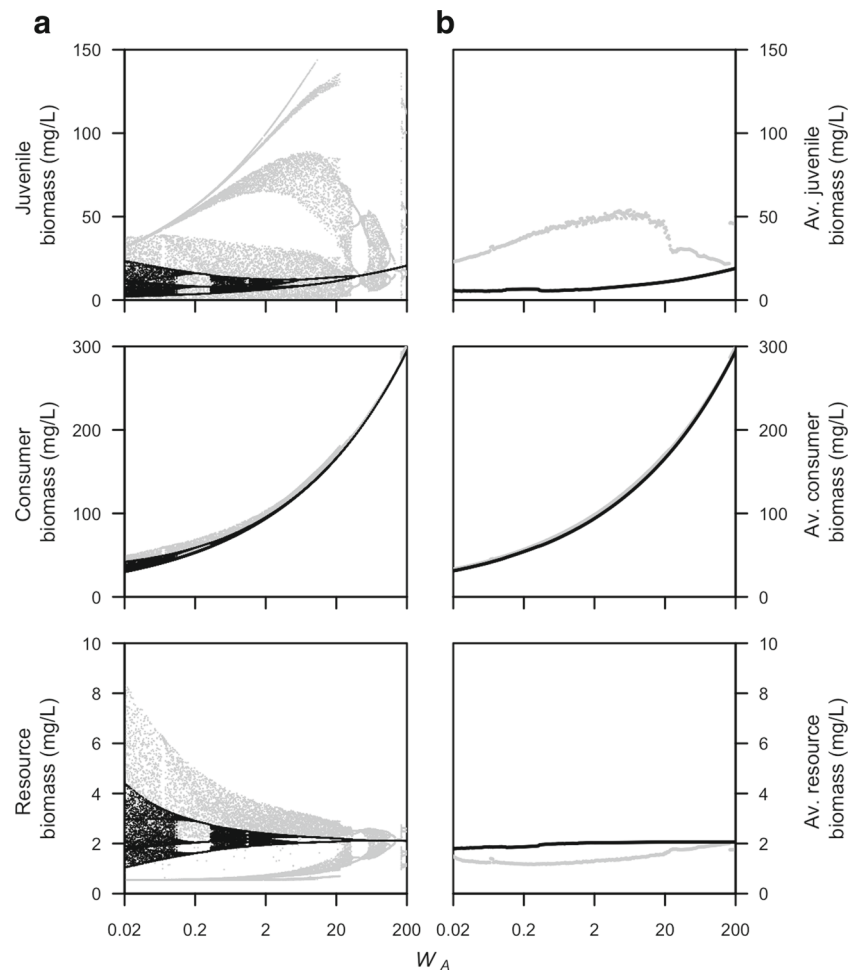 a
b
150
100
50
0
Juvenile
biomass (mg/L)
150
100
50
0
Av. juvenile
biomass (mg/L)
300
200
100
0
Consumer
biomass (mg/L)
300
200
100
0
Av. consumer
biomass (mg/L)
10
8
6
4
2
0
Resource
biomass (mg/L)
10
8
6
4
2
0
Av. resource
biomass (mg/L)
0.02 0.2 2 20 200
0.02 0.2 2 20 200
W A